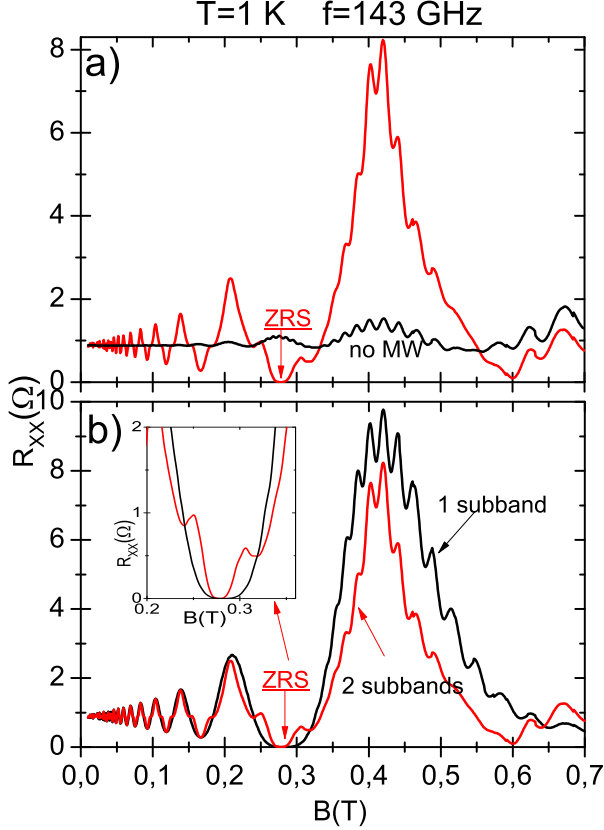 T=1 K f=143 GHz
a)
8
6
4
2
0
ZRS
no MW
R_XX(Ω)
10
8
6
4
2
0
b)
2
1
0
R_XX(Ω)
0.2 0.3
B(T)
1 subband
2 subbands
ZRS
0,0 0,1 0,2 0,3 0,4 0,5 0,6 0,7
B(T)